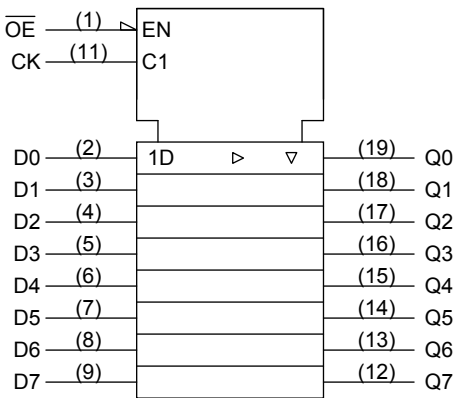 O̅E̅ (1) EN
CK (11) C1
D0 (2) 1D (19) Q0
D1 (3) (18) Q1
D2 (4) (17) Q2
D3 (5) (16) Q3
D4 (6) (15) Q4
D5 (7) (14) Q5
D6 (8) (13) Q6
D7 (9) (12) Q7